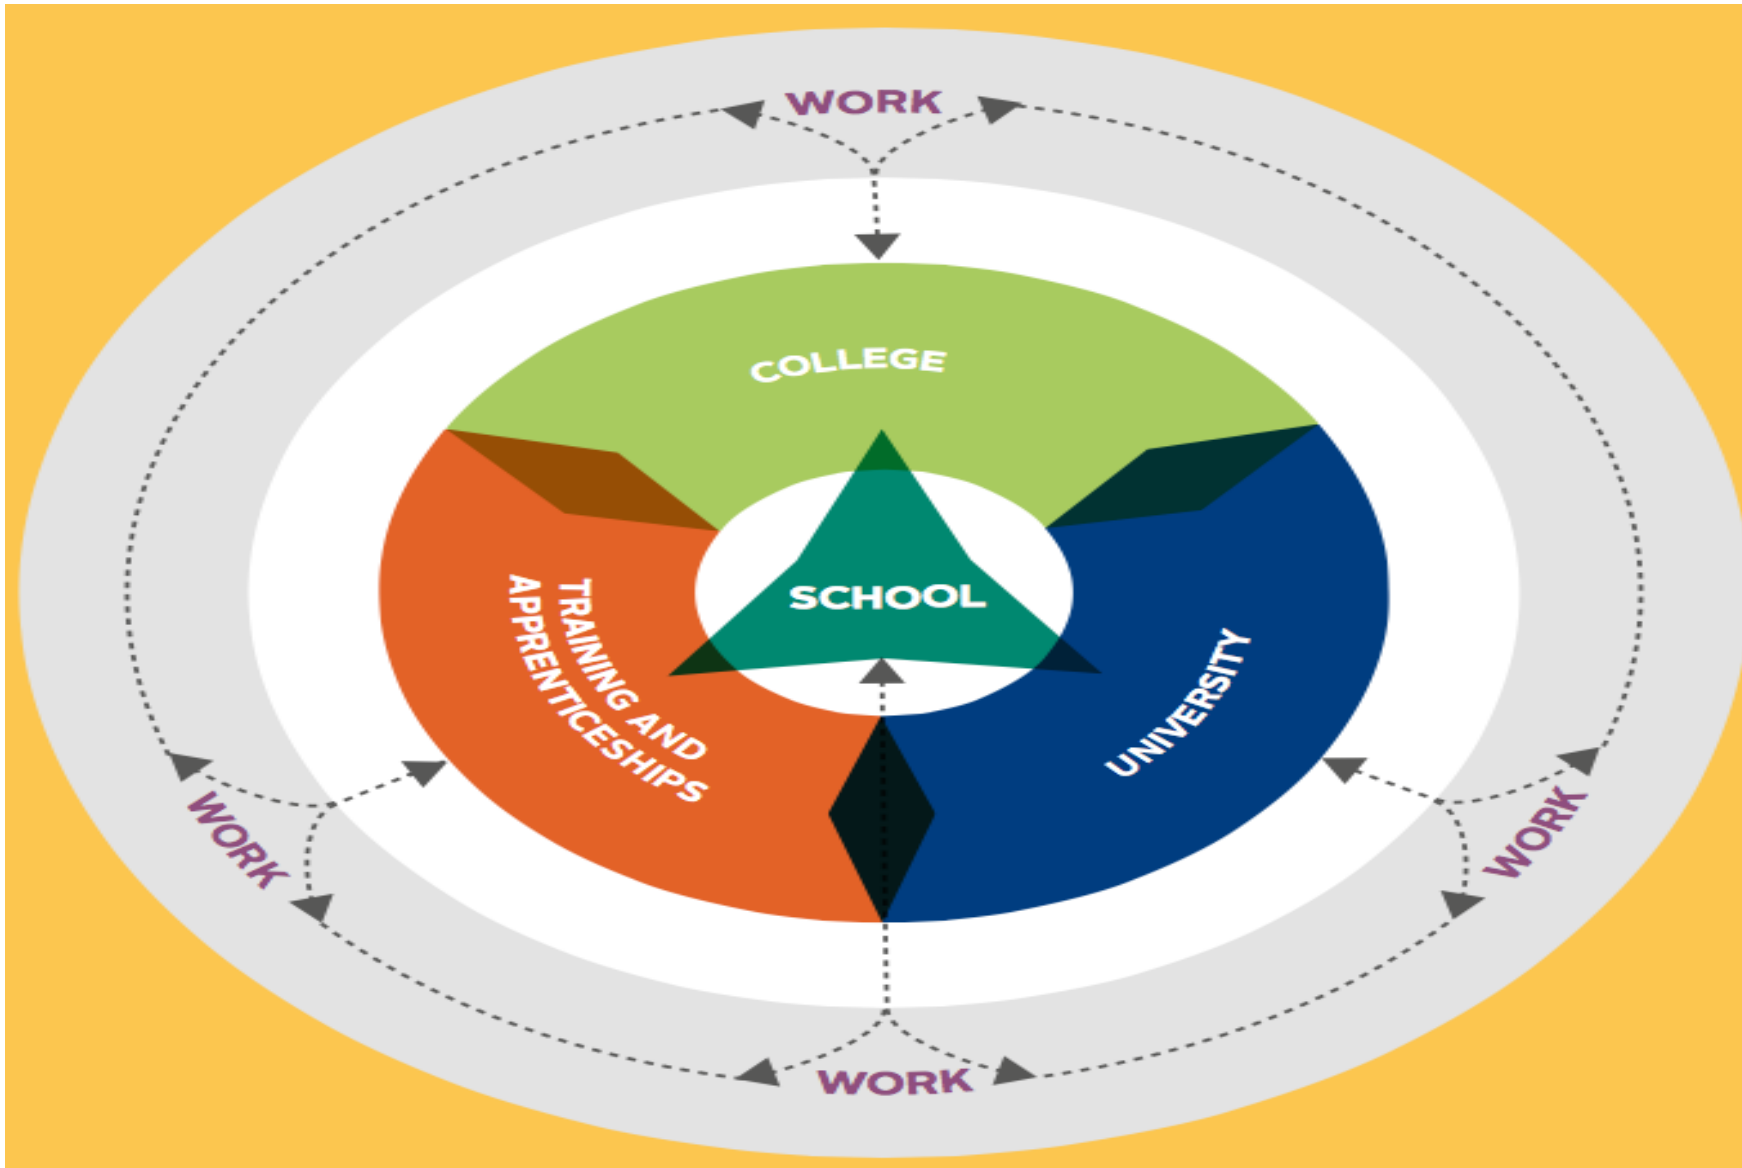 WORK
COLLEGE
SCHOOL
TRAINING AND
APPRENTICESHIPS
UNIVERSITY
WORK
WORK
WORK